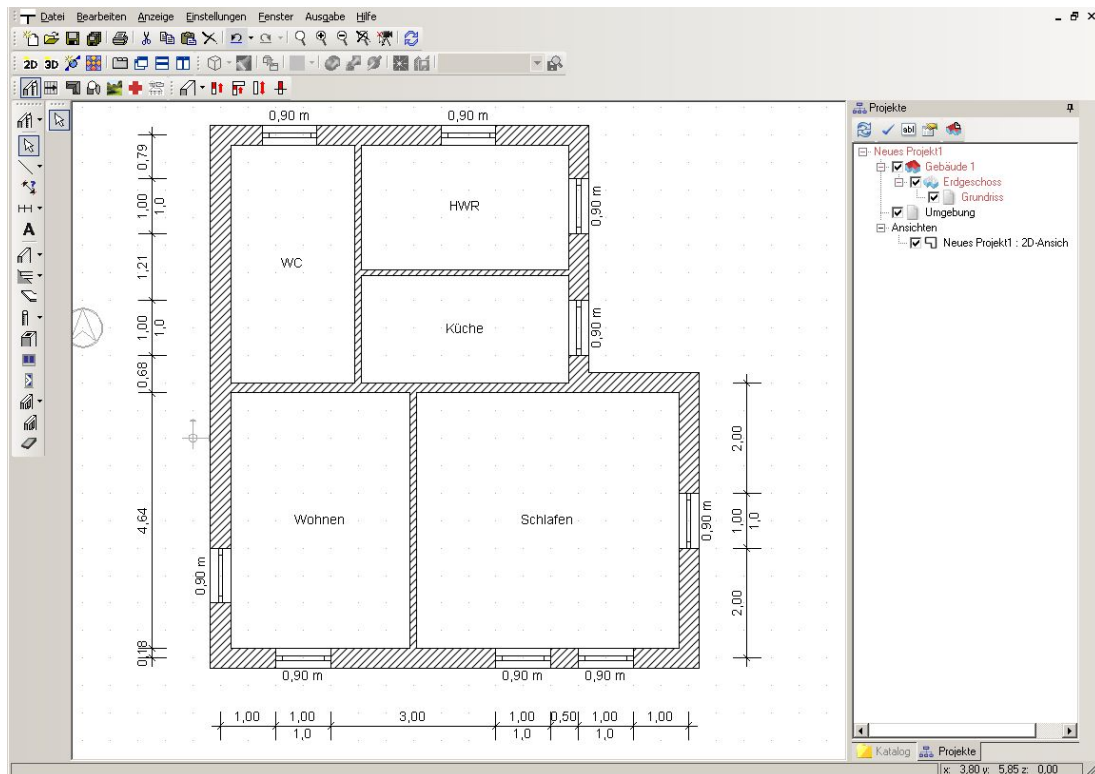 Datei Bearbeiten Anzeige Einstellungen Fenster Ausgabe Hilfe
2D 3D
abl
A
Projekte
Neues Projekt1
Gebäude 1
Erdgeschoss
Grundriss
Umgebung
Ansichten
Neues Projekt1 : 2D-Ansich
0,90 m 0,90 m
0,79
1,00
1,0
1,21
1,00
1,0
0,68
4,64
0,18
HWR
0,90 m
WC
Küche
0,90 m
2,00
1,00
1,0
2,00
Wohnen
Schlafen
0,90 m
0,90 m
0,90 m 0,90 m 0,90 m
1,00 1,00 3,00 1,00 0,50 1,00 1,00
1,0 1,0 1,0
Katalog Projekte
x: 3,80 y: 5,85 z: 0,00